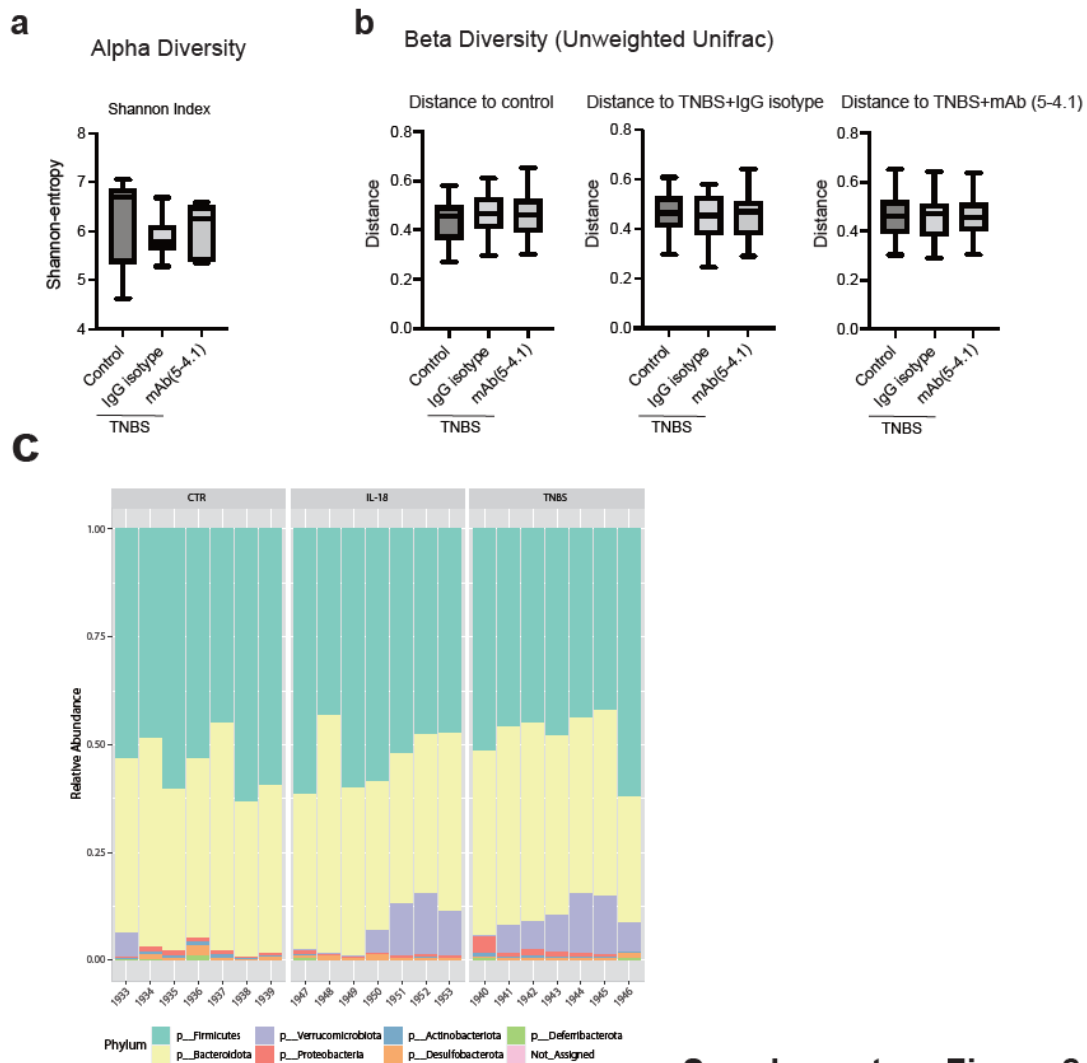 a
Alpha Diversity
Shannon Index
Shannon-entropy
8
7
6
5
4
Control
IgG isotype
mAb(5-4.1)
TNBS
b
Beta Diversity (Unweighted Unifrac)
Distance to control
Distance
0.8
0.6
0.4
0.2
0.0
Control
IgG isotype
mAb(5-4.1)
TNBS
Distance to TNBS+IgG isotype
Distance
0.8
0.6
0.4
0.2
0.0
Control
IgG isotype
mAb(5-4.1)
TNBS
Distance to TNBS+mAb (5-4.1)
Distance
0.8
0.6
0.4
0.2
0.0
Control
IgG isotype
mAb(5-4.1)
TNBS
c
CTR IL-18 TNBS
Relative Abundance
1.00
0.75
0.50
0.25
0.00
1933 1934 1935 1936 1937 1938 1939 1947 1948 1949 1950 1951 1952 1953 1940 1941 1942 1943 1944 1945 1946
Phylum
p__Firmicutes p__Verrucomicrobiota p__Actinobacteriota p__Deferribacterota
p__Bacteroidota p__Proteobacteria p__Desulfobacterota Not_Assigned